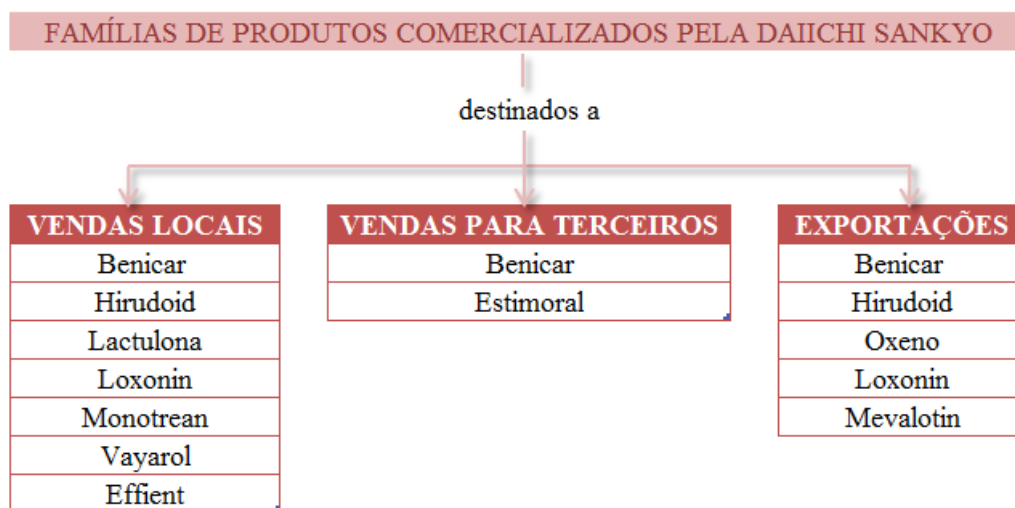 FAMÍLIAS DE PRODUTOS COMERCIALIZADOS PELA DAIICHI SANKYO
destinados a
VENDAS LOCAIS
Benicar
Hirudoid
Lactulona
Loxonin
Monotrean
Vayarol
Effient
VENDAS PARA TERCEIROS
Benicar
Estimoral
EXPORTAÇÕES
Benicar
Hirudoid
Oxeno
Loxonin
Mevalotin